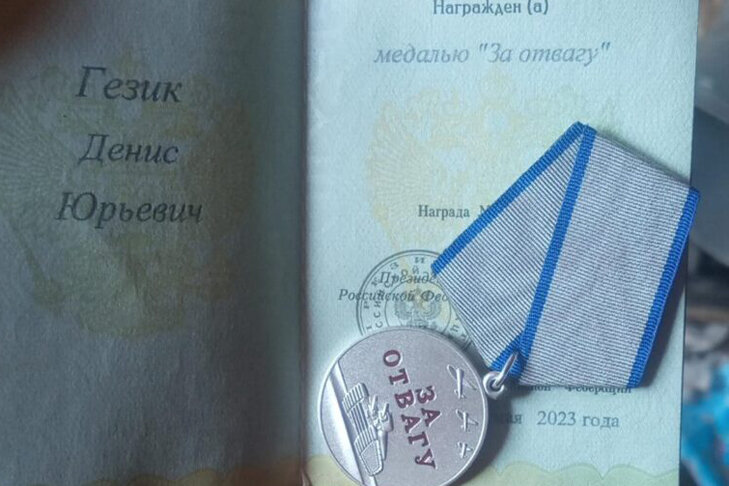 Гезик
Денис
Юрьевич
Награжден (а)
медалью "За отвагу"
Награда
Российской
Федерации
2023 года
ЗА
ОТВАГУ